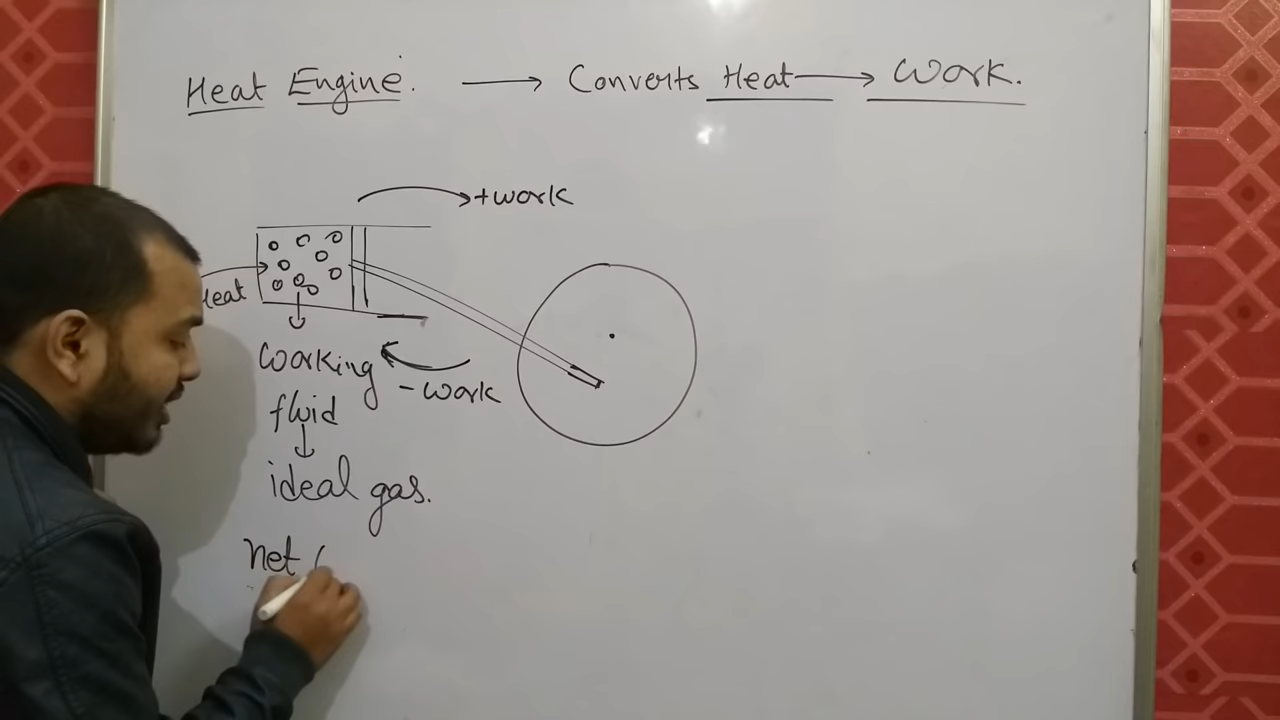 Heat Engine. → Converts Heat → Work.
+work
Heat
working
fluid
- work
ideal gas.
Net